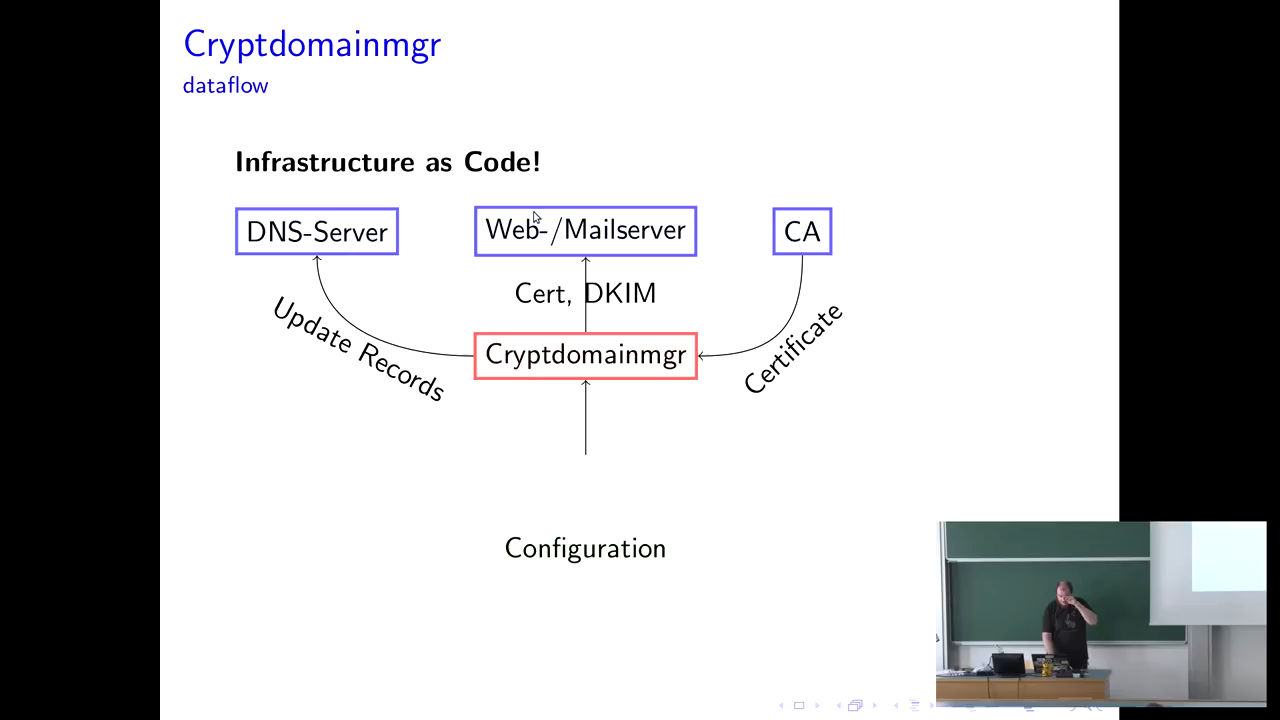 Cryptdomainmgr
dataflow
Infrastructure as Code!
DNS-Server
Web-/Mailserver
CA
Cert, DKIM
Update Records
Certificate
Cryptdomainmgr
Configuration